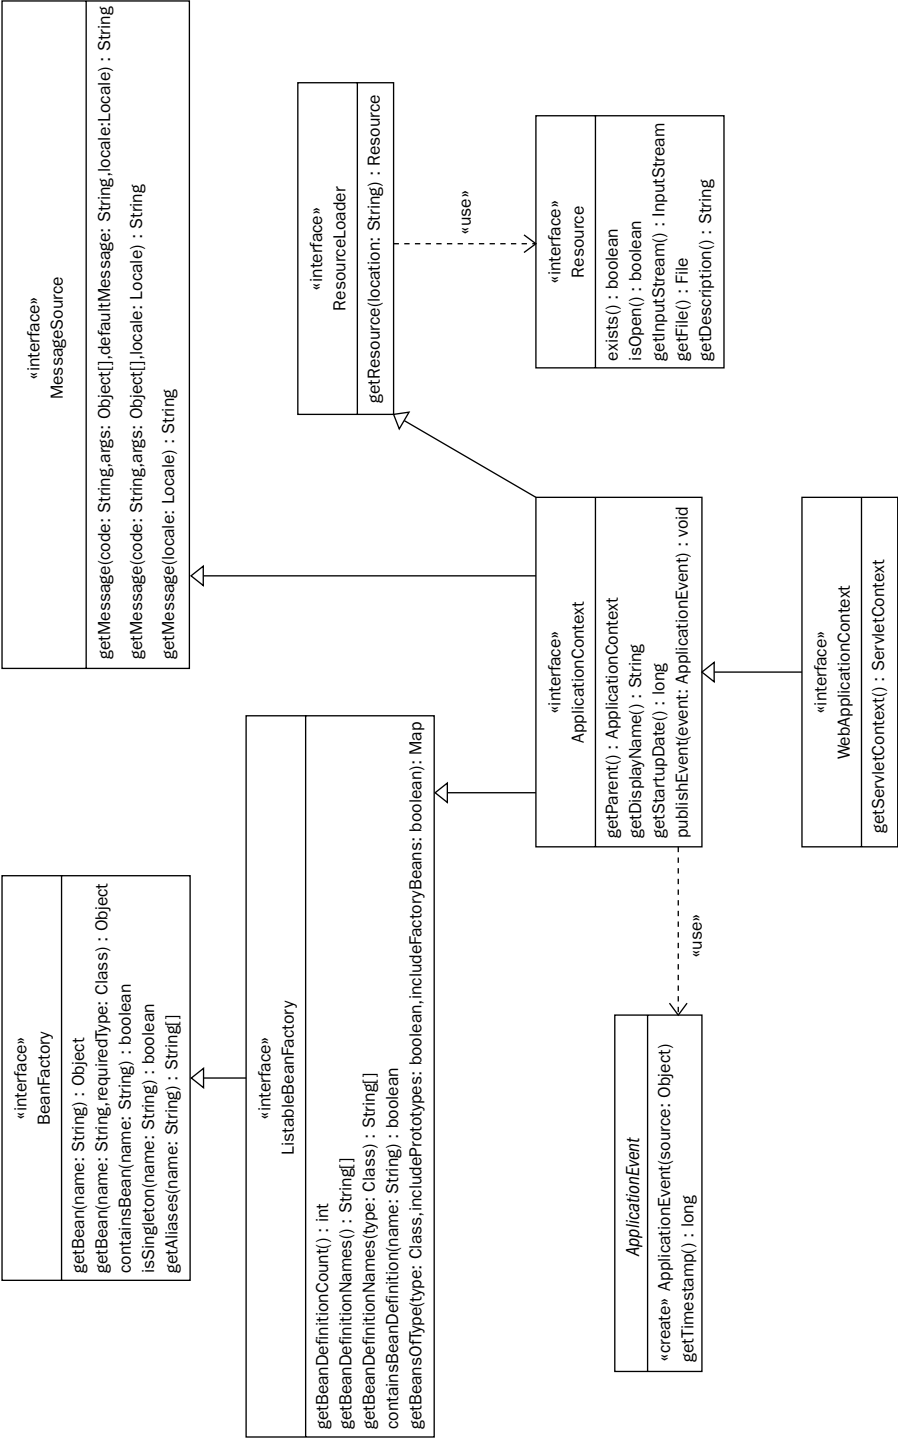 «interface»
BeanFactory
getBean(name: String) : Object
getBean(name: String,requiredType: Class) : Object
containsBean(name: String) : boolean
isSingleton(name: String) : boolean
getAliases(name: String) : String[]
«interface»
MessageSource
getMessage(code: String,args: Object[],defaultMessage: String,locale:Locale) : String
getMessage(code: String,args: Object[],locale: Locale) : String
getMessage(locale: Locale) : String
«interface»
ListableBeanFactory
getBeanDefinitionCount() : int
getBeanDefinitionNames() : String[]
getBeanDefinitionNames(type: Class) : String[]
containsBeanDefinition(name: String) : boolean
getBeansOfType(type: Class,includePrototypes: boolean,includeFactoryBeans: boolean): Map
«interface»
ResourceLoader
getResource(location: String) : Resource
«use»
«interface»
ApplicationContext
getParent() : ApplicationContext
getDisplayName() : String
getStartupDate() : long
publishEvent(event: ApplicationEvent) : void
«interface»
Resource
exists() : boolean
isOpen() : boolean
getInputStream() : InputStream
getFile() : File
getDescription() : String
ApplicationEvent
«create» ApplicationEvent(source: Object)
getTimestamp() : long
«use»
«interface»
WebApplicationContext
getServletContext() : ServletContext